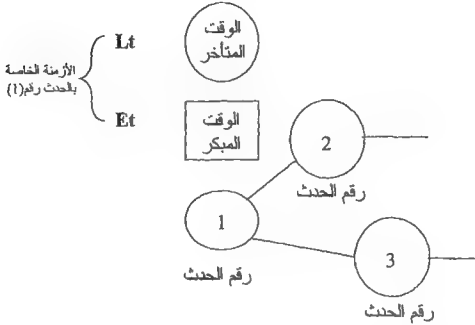 الوقت
المتأخر
Lt
الأزمنة الخاصة
بالحدث رقم(1)
Et
الوقت
المبكر
2
رقم الحدث
1
رقم الحدث
3
رقم الحدث